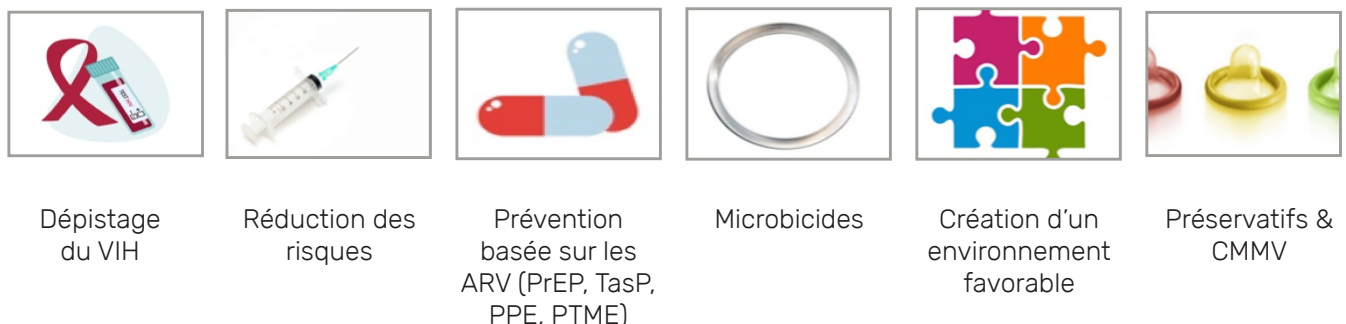 Dépistage
du VIH
Réduction des
risques
Prévention
basée sur les
ARV (PrEP, TasP,
PPE, PTME)
Microbicides
Création d’un
environnement
favorable
Préservatifs &
CMMV